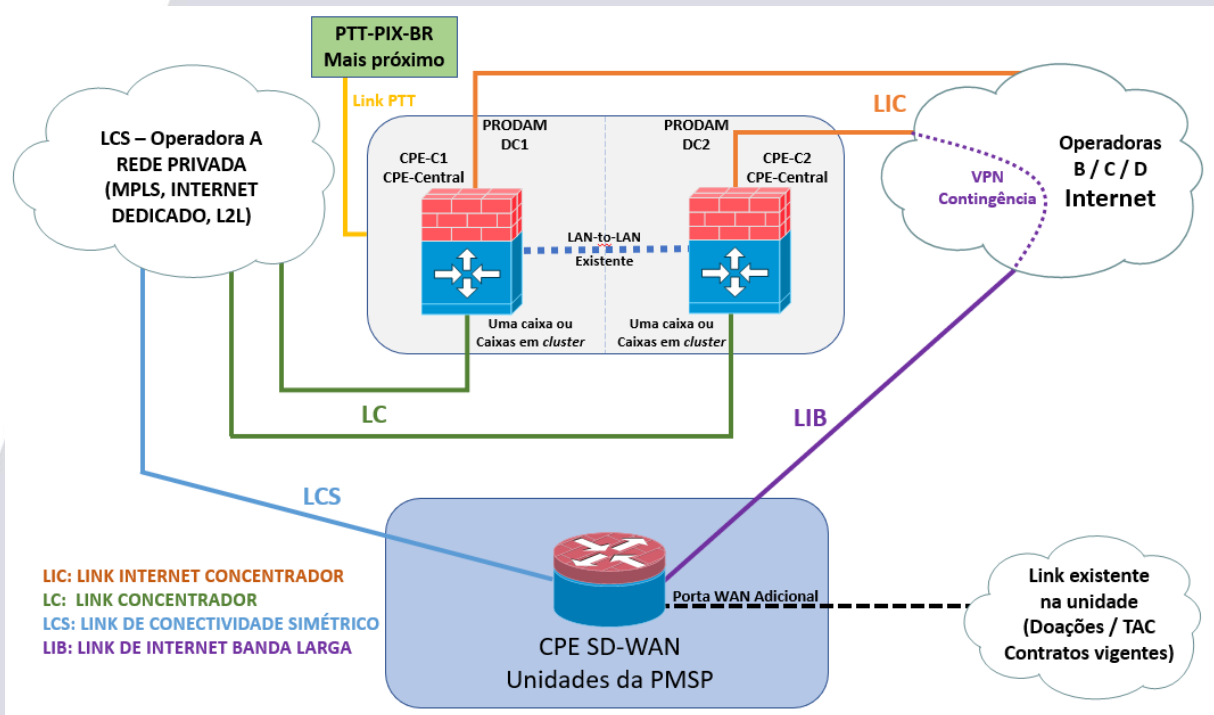 PTT-PIX-BR
Mais próximo
Link PTT
LIC
LCS – Operadora A
REDE PRIVADA
(MPLS, INTERNET
DEDICADO, L2L)
PRODAM
DC1
PRODAM
DC2
CPE-C1
CPE-Central
CPE-C2
CPE-Central
Operadoras
B / C / D
Internet
VPN
Contingência
LAN-to-LAN
Existente
Uma caixa ou
Caixas em cluster
Uma caixa ou
Caixas em cluster
LC
LIB
LCS
LIC: LINK INTERNET CONCENTRADOR
LC: LINK CONCENTRADOR
LCS: LINK DE CONECTIVIDADE SIMÉTRICO
LIB: LINK DE INTERNET BANDA LARGA
Porta WAN Adicional
CPE SD-WAN
Unidades da PMSP
Link existente
na unidade
(Doações / TAC
Contratos vigentes)